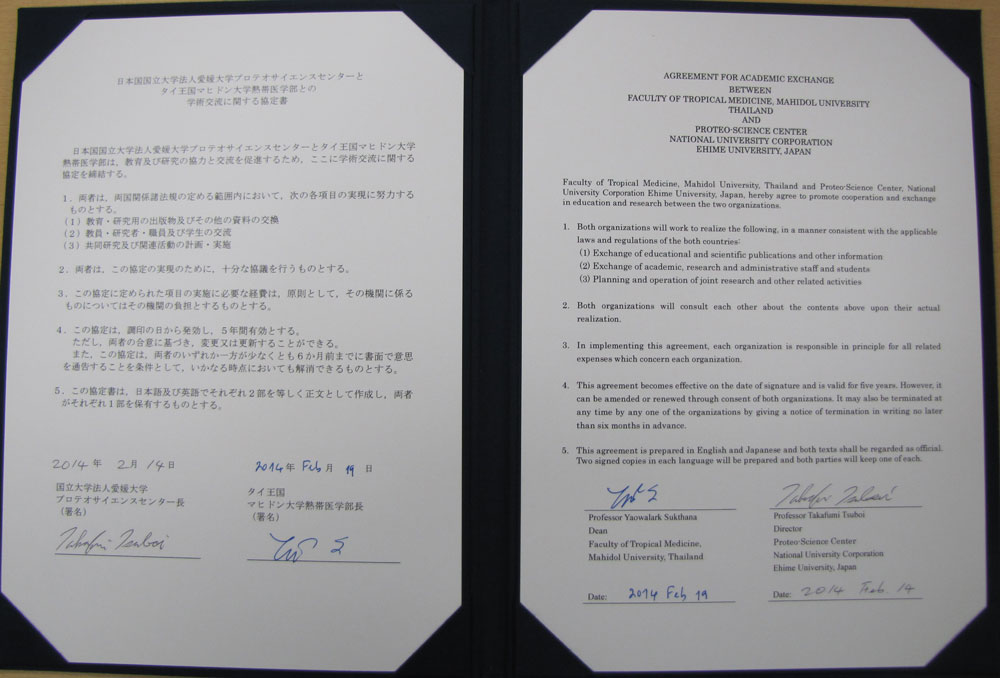 日本国国立大学法人愛媛大学プロテオサイエンスセンターと
タイ王国マヒドン大学熱帯医学部との
学術交流に関する協定書
日本国国立大学法人愛媛大学プロテオサイエンスセンターとタイ王国マヒドン大学
熱帯医学部は，教育及び研究の協力と交流を促進するため，ここに学術交流に関する
協定を締結する。
１．両者は，両国関係諸法規の定める範囲内において，次の各項目の実現に努力する
ものとする。
（１）教育・研究用の出版物及びその他の資料の交換
（２）教員・研究者・職員及び学生の交流
（３）共同研究及び関連活動の計画・実施
２．両者は，この協定の実現のために，十分な協議を行うものとする。
３．この協定に定められた項目の実施に必要な経費は，原則として，その機関に係る
ものについてはその機関の負担とするものとする。
４．この協定は，調印の日から発効し，５年間有効とする。
ただし，両者の合意に基づき，変更又は更新することができる。
また，この協定は，両者のいずれか一方が少なくとも６か月前までに書面で意思
を通告することを条件として，いかなる時点においても解消できるものとする。
５．この協定書は，日本語及び英語でそれぞれ２部を等しく正文として作成し，両者
がそれぞれ１部を保有するものとする。
2014 年 2 月 14 日
2014 年 Feb 月 19 日
国立大学法人愛媛大学
プロテオサイエンスセンター長
（署名）
Takafumi Tsuboi
タイ王国
マヒドン大学熱帯医学部長
（署名）
AGREEMENT FOR ACADEMIC EXCHANGE
BETWEEN
FACULTY OF TROPICAL MEDICINE, MAHIDOL UNIVERSITY
THAILAND
AND
PROTEO-SCIENCE CENTER
NATIONAL UNIVERSITY CORPORATION
EHIME UNIVERSITY, JAPAN
Faculty of Tropical Medicine, Mahidol University, Thailand and Proteo-Science Center, National
University Corporation Ehime University, Japan, hereby agree to promote cooperation and exchange
in education and research between the two organizations.
1. Both organizations will work to realize the following, in a manner consistent with the applicable
laws and regulations of the both countries:
(1) Exchange of educational and scientific publications and other information
(2) Exchange of academic, research and administrative staff and students
(3) Planning and operation of joint research and other related activities
2. Both organizations will consult each other about the contents above upon their actual
realization.
3. In implementing this agreement, each organization is responsible in principle for all related
expenses which concern each organization.
4. This agreement becomes effective on the date of signature and is valid for five years. However, it
can be amended or renewed through consent of both organizations. It may also be terminated at
any time by any one of the organizations by giving a notice of termination in writing no later
than six months in advance.
5. This agreement is prepared in English and Japanese and both texts shall be regarded as official.
Two signed copies in each language will be prepared and both parties will keep one of each.
Professor Yaowalark Sukthana
Dean
Faculty of Tropical Medicine,
Mahidol University, Thailand
Date: 2014 Feb 19
Takafumi Tsuboi
Professor Takafumi Tsuboi
Director
Proteo-Science Center
National University Corporation
Ehime University, Japan
Date: 2014 Feb 14